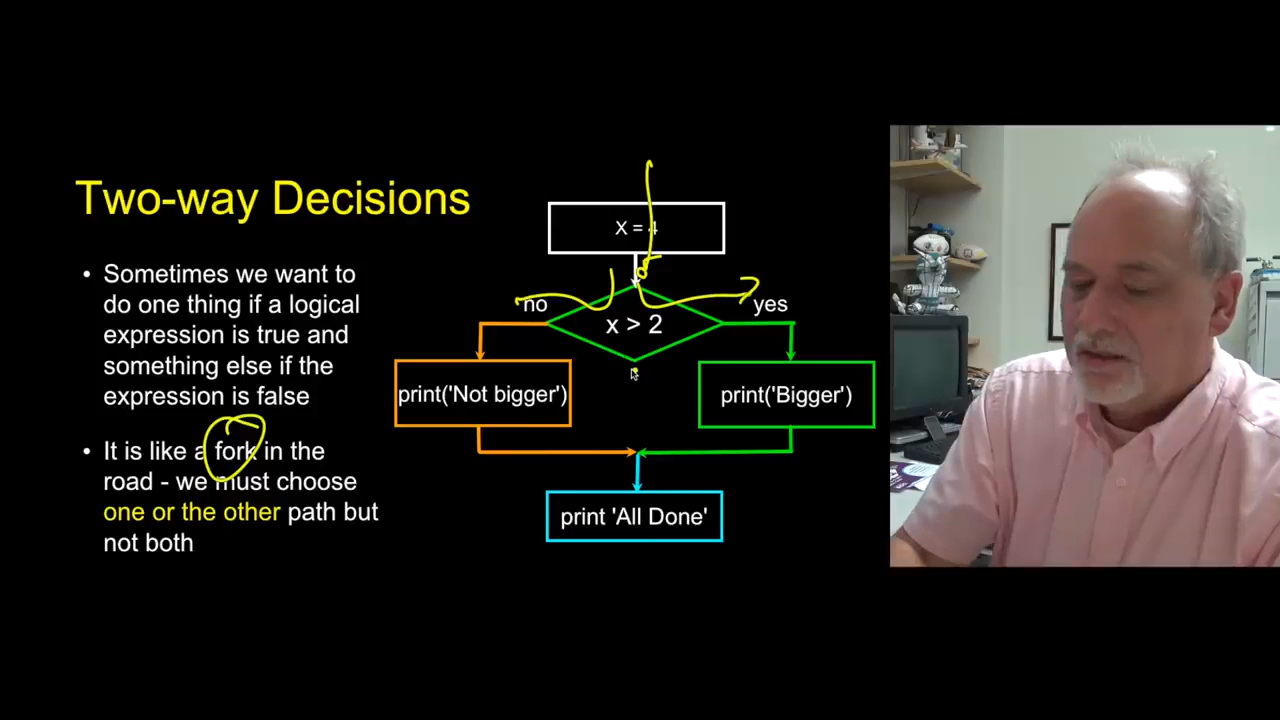 Two-way Decisions
• Sometimes we want to
do one thing if a logical
expression is true and
something else if the
expression is false
• It is like a fork in the
road - we must choose
one or the other path but
not both
X = 4
no
yes
x > 2
print('Not bigger')
print('Bigger')
print 'All Done'